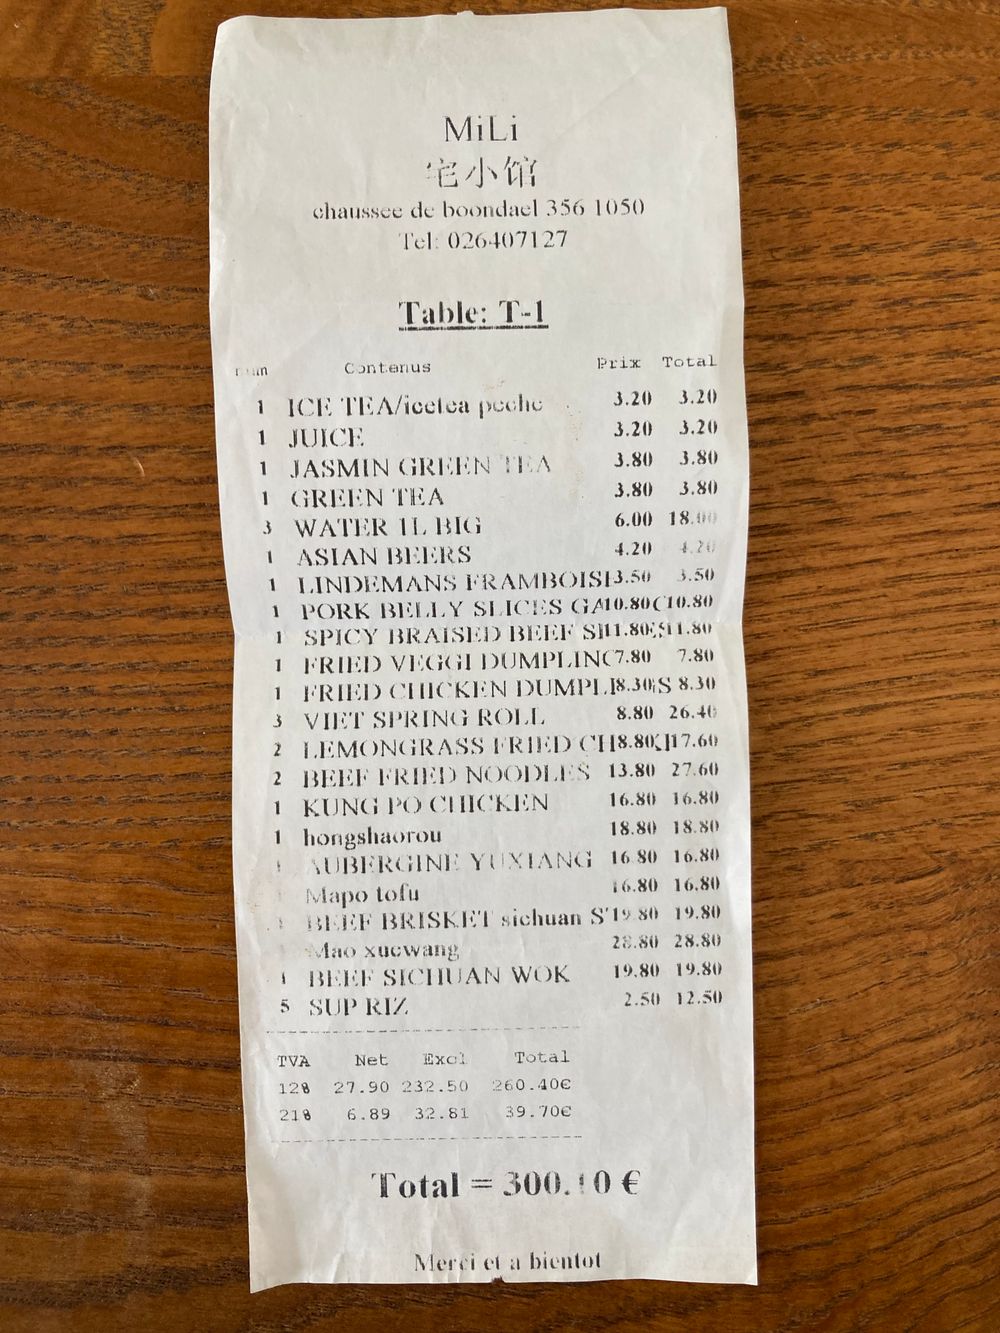 MiLi
宅小馆
chaussee de boondael 356 1050
Tel: 026407127
Table: T-1
Contenus Prix Total
1 ICE TEA/icetea peche 3.20 3.20
1 JUICE 3.20 3.20
1 JASMIN GREEN TEA 3.80 3.80
1 GREEN TEA 3.80 3.80
3 WATER 1L BIG 6.00 18.00
1 ASIAN BEERS 4.20 4.20
1 LINDEMANS FRAMBOISE 3.50 3.50
1 PORK BELLY SLICES GA 10.80 10.80
1 SPICY BRAISED BEEF SH 11.80 11.80
1 FRIED VEGGI DUMPLING 7.80 7.80
1 FRIED CHICKEN DUMPLI 8.30 S 8.30
3 VIET SPRING ROLL 8.80 26.40
2 LEMONGRASS FRIED CH 8.80 17.60
2 BEEF FRIED NOODLES 13.80 27.60
1 KUNG PO CHICKEN 16.80 16.80
1 hongshaorou 18.80 18.80
1 AUBERGINE YUXIANG 16.80 16.80
Mapo tofu 16.80 16.80
1 BEEF BRISKET sichuan S 19.80 19.80
Mao xuewang 28.80 28.80
1 BEEF SICHUAN WOK 19.80 19.80
5 SUP RIZ 2.50 12.50
TVA Net Excl Total
12% 27.90 232.50 260.40€
21% 6.89 32.81 39.70€
Total = 300.10 €
Merci et a bientot